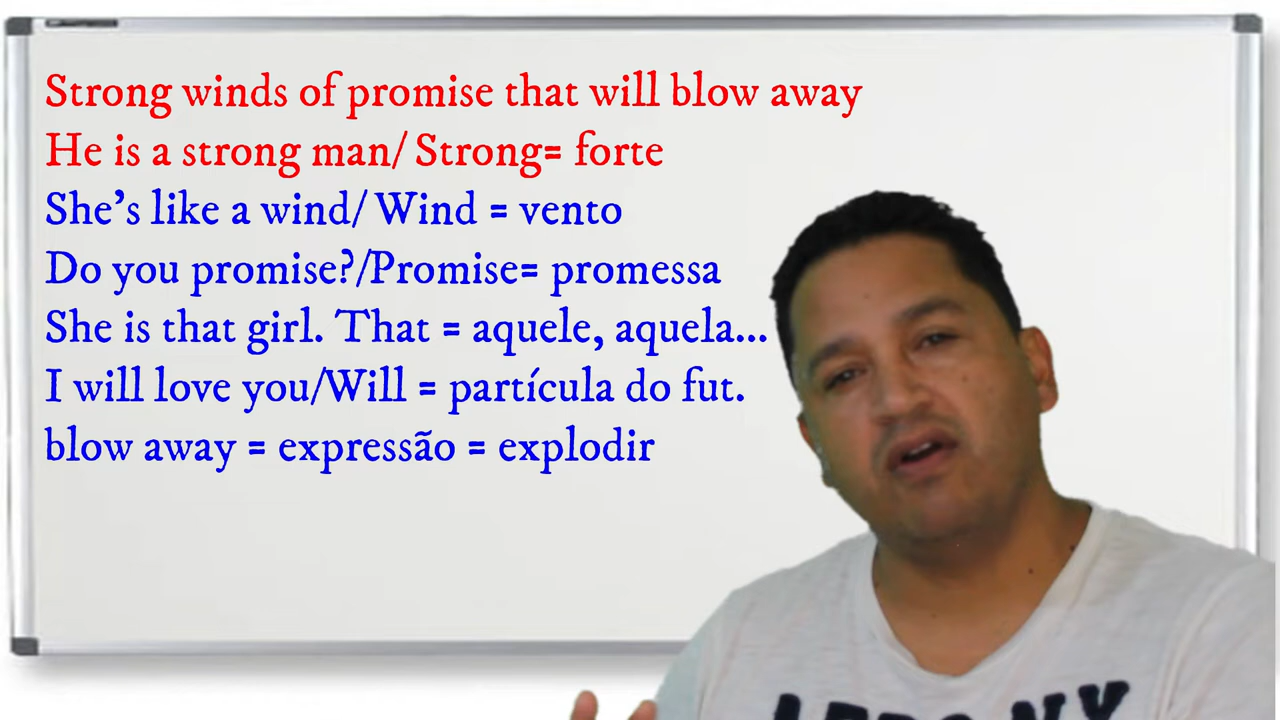 Strong winds of promise that will blow away
He is a strong man/ Strong= forte
She's like a wind/ Wind = vento
Do you promise?/Promise= promessa
She is that girl. That = aquele, aquela...
I will love you/Will = partícula do fut.
blow away = expressão = explodir